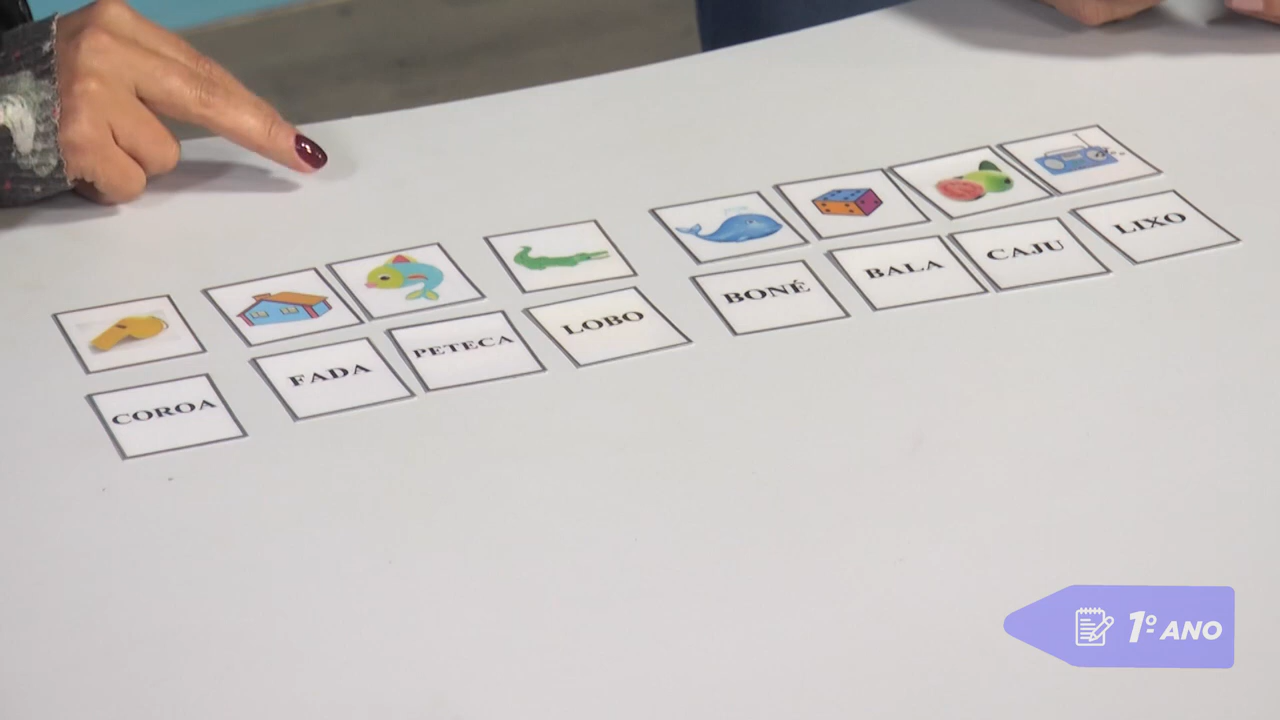 COROA
FADA
PETECA
LOBO
BONÉ
BALA
CAJU
LIXO
1º ANO